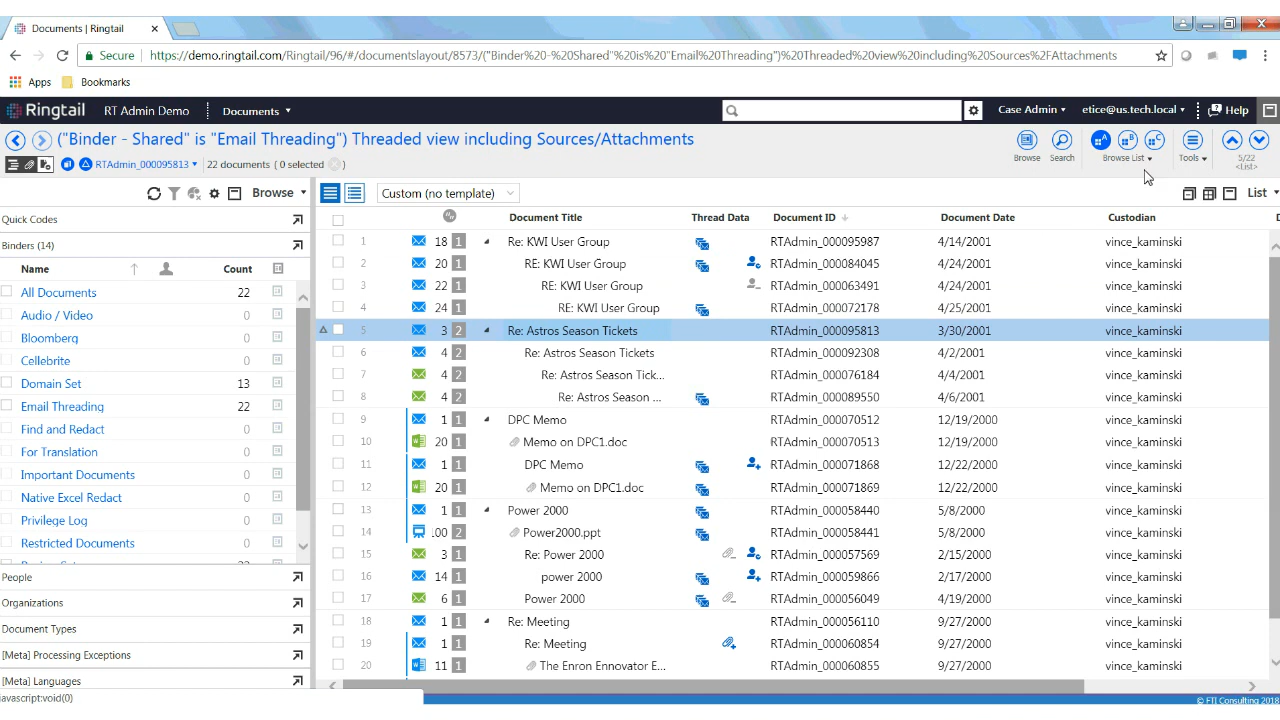 Documents | Ringtail
Secure https://demo.ringtail.com/Ringtail/96/#/documentslayout/8573/("Binder%20-%20Shared"%20is%20"Email%20Threading")%20Threaded%20view%20including%20Sources%2FAttachments
Apps Bookmarks
Ringtail RT Admin Demo Documents Case Admin etice@us.tech.local Help
("Binder - Shared" is "Email Threading") Threaded view including Sources/Attachments
RTAdmin_000095813 22 documents ( 0 selected )
Browse Search A B C Browse List Tools 5/22 <List>
Browse Custom (no template) List
Quick Codes
Binders (14)
Name Count
All Documents 22
Audio / Video 0
Bloomberg 0
Cellebrite 0
Domain Set 13
Email Threading 22
Find and Redact 0
For Translation 0
Important Documents 0
Native Excel Redact 0
Privilege Log 0
Restricted Documents 0
People
Organizations
Document Types
[Meta] Processing Exceptions
[Meta] Languages
javascript:void(0)
Document Title Thread Data Document ID Document Date Custodian D
1 18 1 Re: KWI User Group RTAdmin_000095987 4/14/2001 vince_kaminski
2 20 1 RE: KWI User Group RTAdmin_000084045 4/24/2001 vince_kaminski
3 22 1 RE: KWI User Group RTAdmin_000063491 4/24/2001 vince_kaminski
4 24 1 RE: KWI User Group RTAdmin_000072178 4/25/2001 vince_kaminski
5 3 2 Re: Astros Season Tickets RTAdmin_000095813 3/30/2001 vince_kaminski
6 4 2 Re: Astros Season Tickets RTAdmin_000092308 4/2/2001 vince_kaminski
7 4 2 Re: Astros Season Tick... RTAdmin_000076184 4/4/2001 vince_kaminski
8 4 2 Re: Astros Season ... RTAdmin_000089550 4/6/2001 vince_kaminski
9 1 1 DPC Memo RTAdmin_000070512 12/19/2000 vince_kaminski
10 20 1 Memo on DPC1.doc RTAdmin_000070513 12/19/2000 vince_kaminski
11 1 1 DPC Memo RTAdmin_000071868 12/22/2000 vince_kaminski
12 20 1 Memo on DPC1.doc RTAdmin_000071869 12/22/2000 vince_kaminski
13 1 1 Power 2000 RTAdmin_000058440 5/8/2000 vince_kaminski
14 100 2 Power2000.ppt RTAdmin_000058441 5/8/2000 vince_kaminski
15 3 1 Re: Power 2000 RTAdmin_000057569 2/15/2000 vince_kaminski
16 14 1 power 2000 RTAdmin_000059866 2/17/2000 vince_kaminski
17 6 1 Power 2000 RTAdmin_000056049 4/19/2000 vince_kaminski
18 1 1 Re: Meeting RTAdmin_000056110 9/27/2000 vince_kaminski
19 1 1 Re: Meeting RTAdmin_000060854 9/27/2000 vince_kaminski
20 11 1 The Enron Ennovator E... RTAdmin_000060855 9/27/2000 vince_kaminski
© FTI Consulting 2018